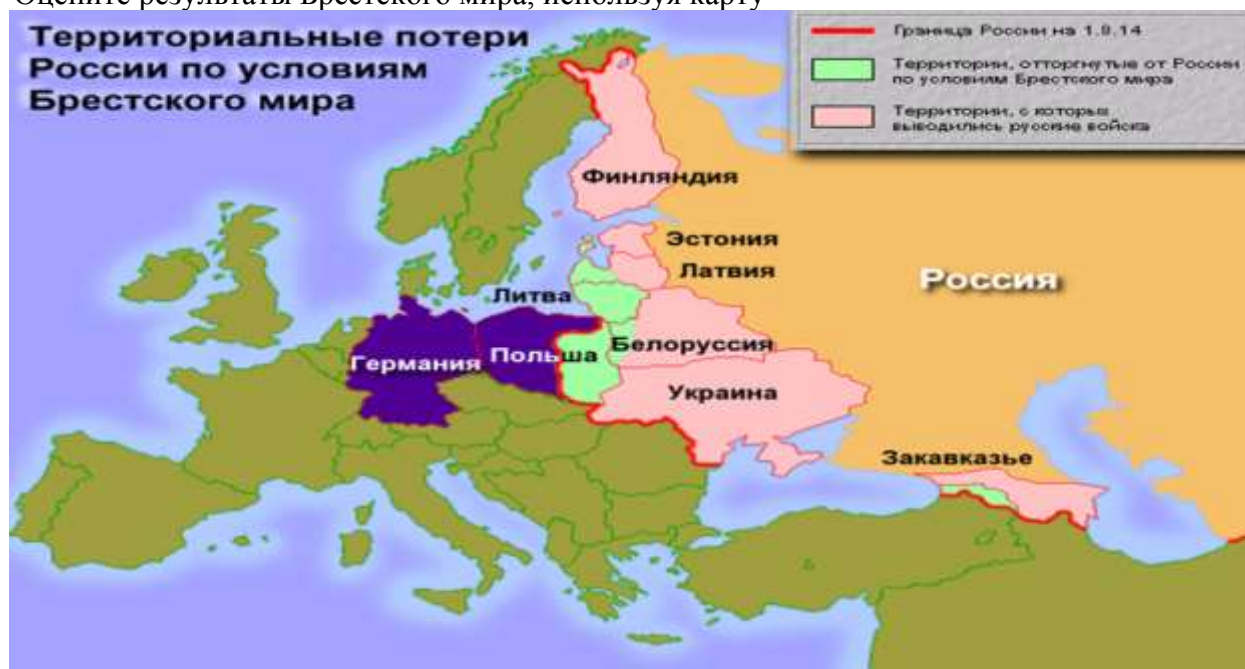 Оцените результаты Брестского мира, используя карту
Территориальные потери
России по условиям
Брестского мира
Граница России на 1.8.14
Территории, отторгнутые от России
по условиям Брестского мира
Территории, с которых
выводились русские войска
Финляндия
Эстония
Латвия
Россия
Литва
Белоруссия
Германия
Польша
Украина
Закавказье